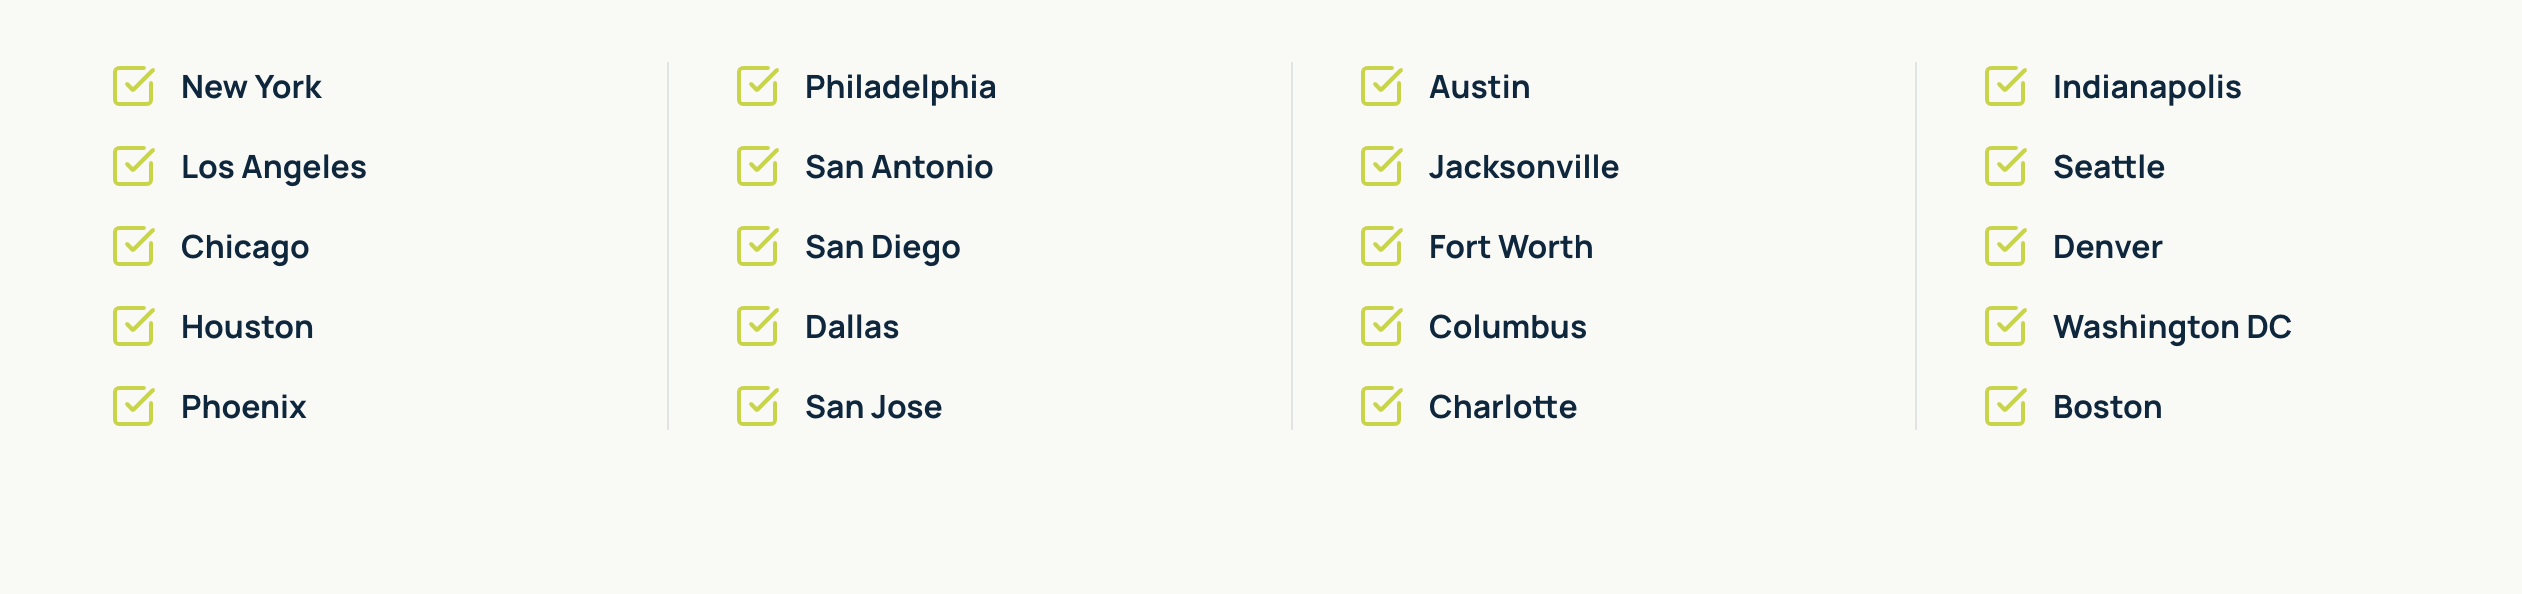 New York
Los Angeles
Chicago
Houston
Phoenix
Philadelphia
San Antonio
San Diego
Dallas
San Jose
Austin
Jacksonville
Fort Worth
Columbus
Charlotte
Indianapolis
Seattle
Denver
Washington DC
Boston